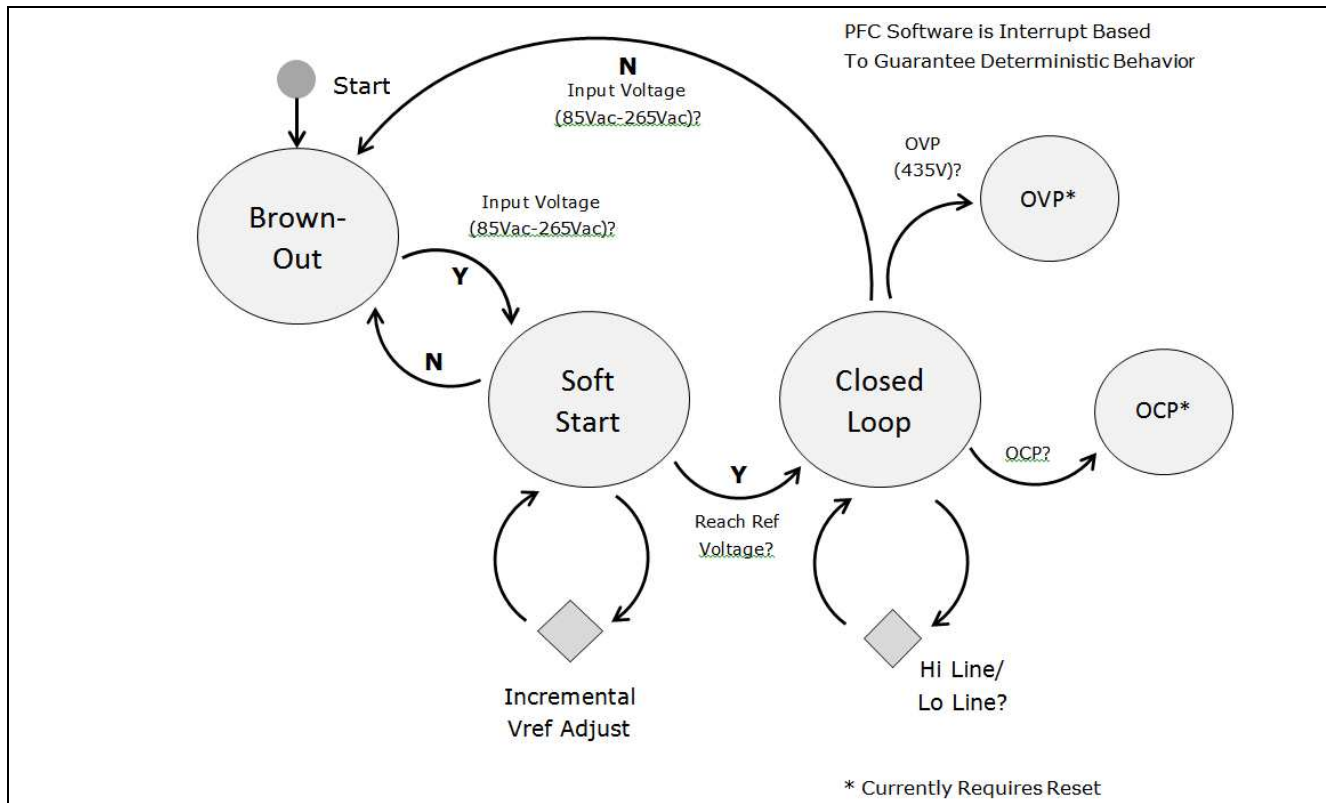 PFC Software is Interrupt Based
To Guarantee Deterministic Behavior
Start
N
Input Voltage
(85Vac-265Vac)?
OVP
(435V)?
OVP*
Brown-
Out
Input Voltage
(85Vac-265Vac)?
Y
N
Soft
Start
Closed
Loop
OCP*
OCP?
Y
Reach Ref
Voltage?
Incremental
Vref Adjust
Hi Line/
Lo Line?
* Currently Requires Reset